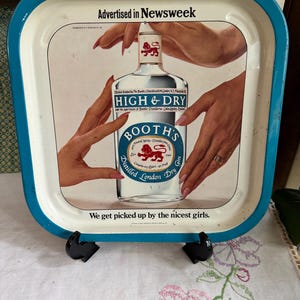 Advertised in Newsweek
HIGH & DRY
BOOTH'S
Distilled London Dry Gin
We get picked up by the nicest girls.